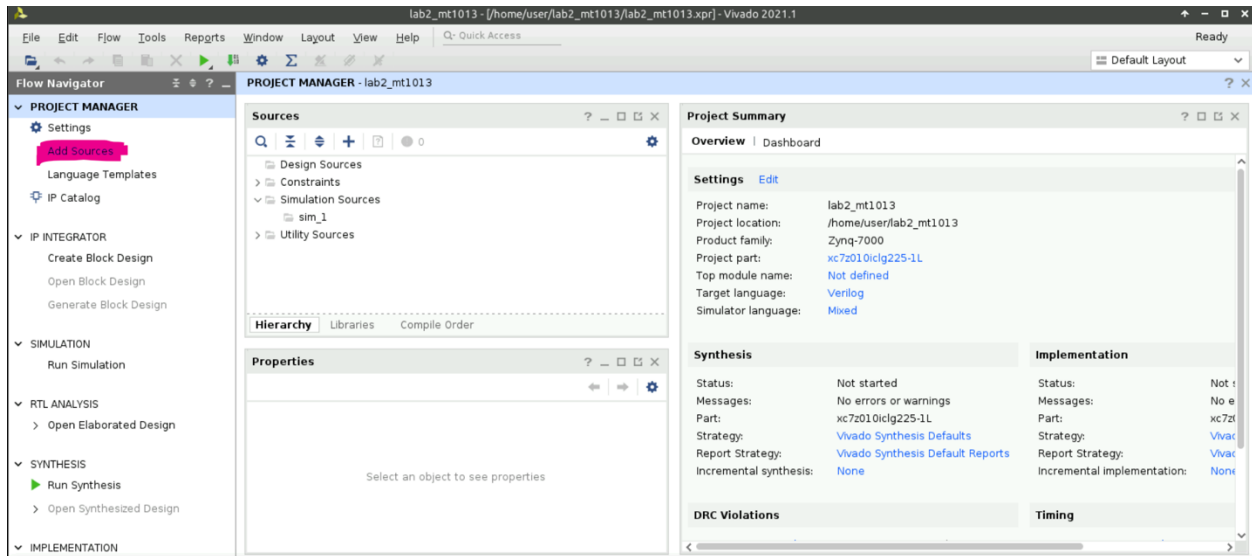 lab2_mt1013 - [/home/user/lab2_mt1013/lab2_mt1013.xpr] - Vivado 2021.1
File Edit Flow Tools Reports Window Layout View Help Q- Quick Access Ready
Default Layout
Flow Navigator
PROJECT MANAGER
Settings
Add Sources
Language Templates
IP Catalog
IP INTEGRATOR
Create Block Design
Open Block Design
Generate Block Design
SIMULATION
Run Simulation
RTL ANALYSIS
Open Elaborated Design
SYNTHESIS
Run Synthesis
Open Synthesized Design
IMPLEMENTATION
PROJECT MANAGER - lab2_mt1013
Sources
0
Design Sources
Constraints
Simulation Sources
sim_1
Utility Sources
Hierarchy Libraries Compile Order
Properties
Select an object to see properties
Project Summary
Overview | Dashboard
Settings Edit
Project name: lab2_mt1013
Project location: /home/user/lab2_mt1013
Product family: Zynq-7000
Project part: xc7z010iclg225-1L
Top module name: Not defined
Target language: Verilog
Simulator language: Mixed
Synthesis
Status: Not started
Messages: No errors or warnings
Part: xc7z010iclg225-1L
Strategy: Vivado Synthesis Defaults
Report Strategy: Vivado Synthesis Default Reports
Incremental synthesis: None
Implementation
Status: Not
Messages: No e
Part: xc7z
Strategy: Vivad
Report Strategy: Vivad
Incremental implementation: None
DRC Violations
Timing